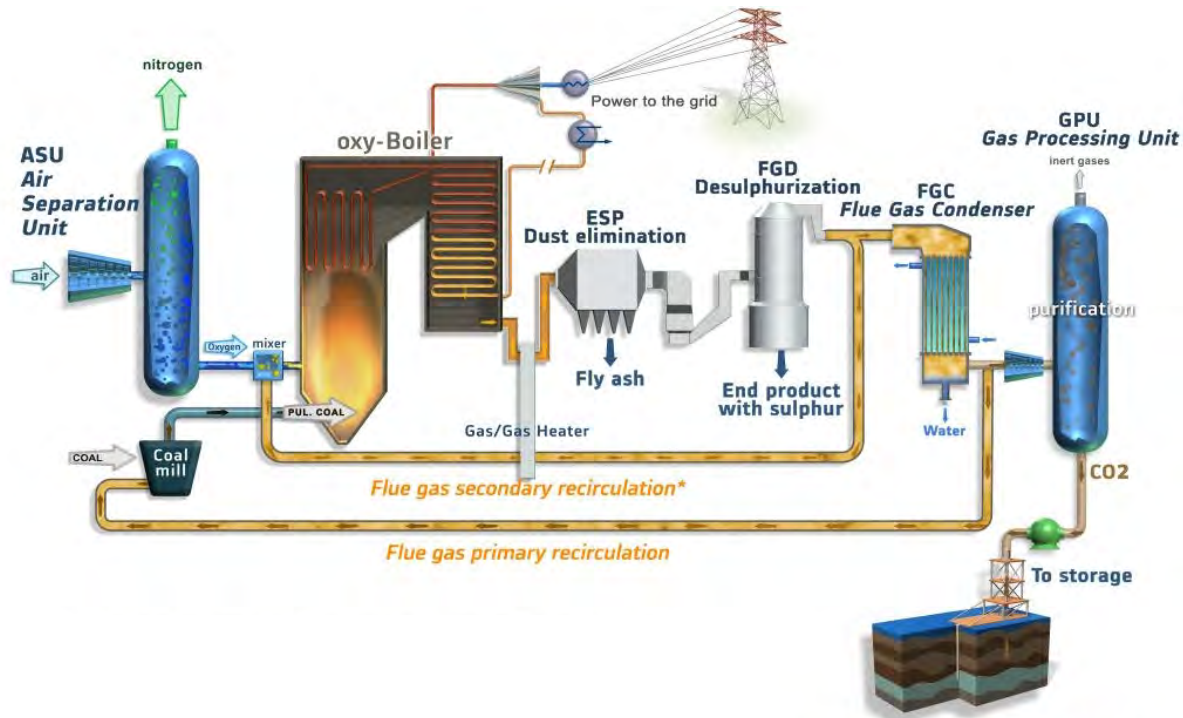 nitrogen
ASU
Air
Separation
Unit
air
Oxygen
mixer
COAL
Coal
mill
PUL. COAL
oxy-Boiler
Power to the grid
ESP
Dust elimination
Fly ash
Gas/Gas Heater
FGD
Desulphurization
End product
with sulphur
FGC
Flue Gas Condenser
Water
GPU
Gas Processing Unit
inert gases
purification
CO2
To storage
Flue gas secondary recirculation*
Flue gas primary recirculation